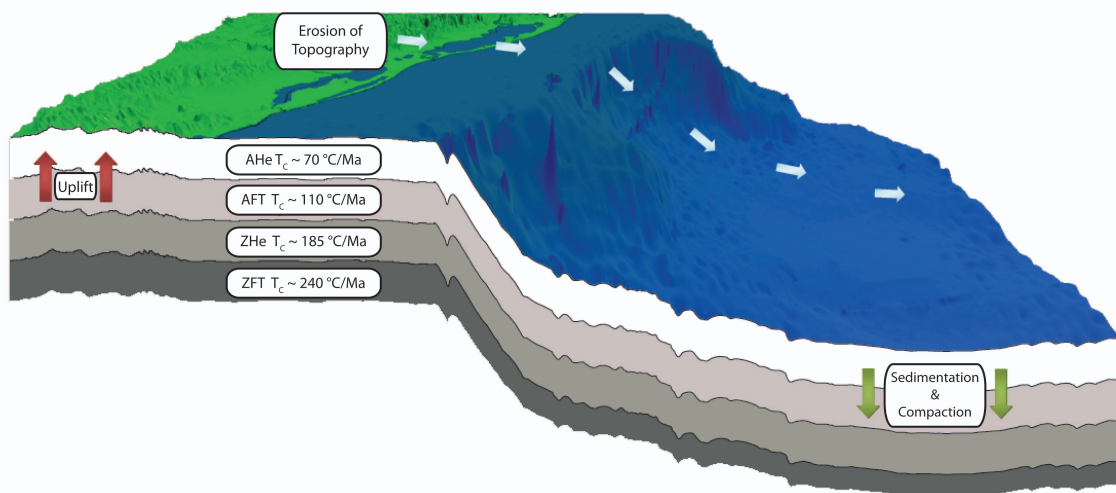 Erosion of
Topography
AHe T_C ~ 70 °C/Ma
Uplift
AFT T_C ~ 110 °C/Ma
ZHe T_C ~ 185 °C/Ma
ZFT T_C ~ 240 °C/Ma
Sedimentation
&
Compaction